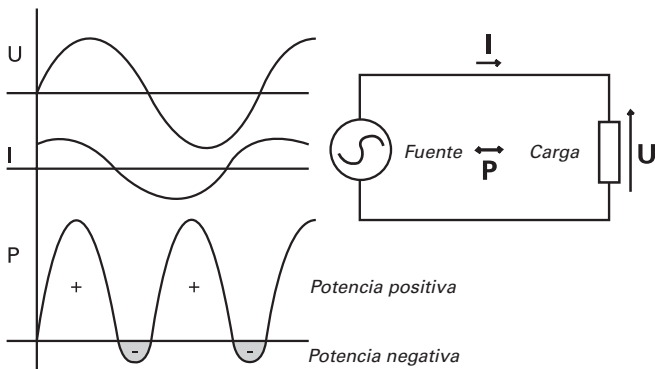 U
I
P
+
+
-
-
Potencia positiva
Potencia negativa
I
Fuente
P
Carga
U